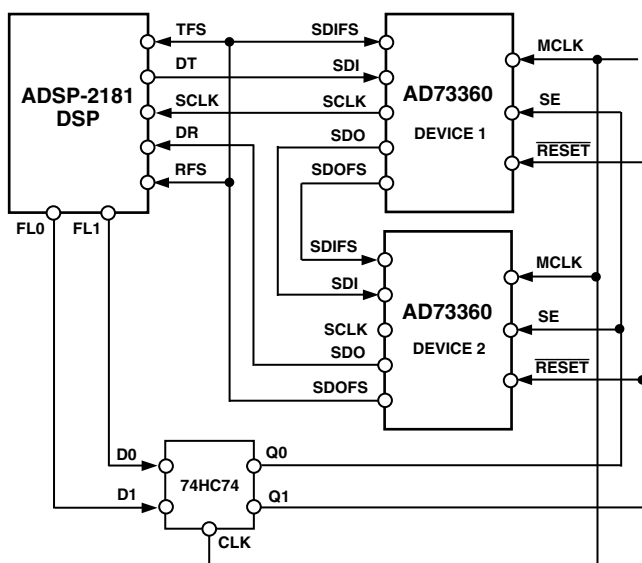 TFS SDIFS
DT SDI
ADSP-2181
DSP
SCLK SCLK
DR SDO
RFS SDOFS
FL0 FL1
AD73360
DEVICE 1
MCLK
SE
RESET
SDIFS
SDI
SCLK
SDO
SDOFS
AD73360
DEVICE 2
MCLK
SE
RESET
D0 Q0
74HC74
D1 Q1
CLK